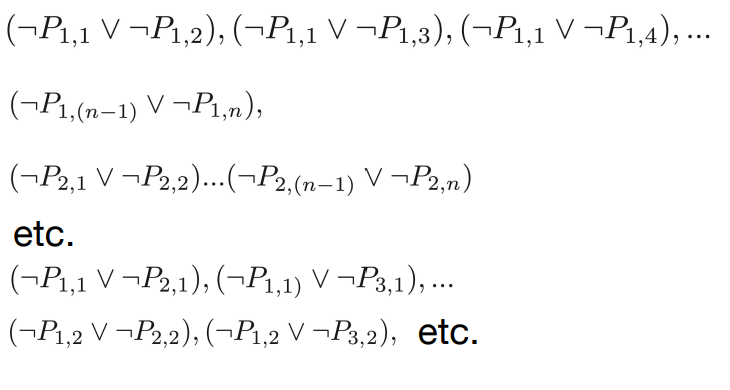 (¬P₁,₁ ∨ ¬P₁,₂), (¬P₁,₁ ∨ ¬P₁,₃), (¬P₁,₁ ∨ ¬P₁,₄), ...
(¬P₁,₍ₙ₋₁₎ ∨ ¬P₁,ₙ),
(¬P₂,₁ ∨ ¬P₂,₂)...(¬P₂,₍ₙ₋₁₎ ∨ ¬P₂,ₙ)
etc.
(¬P₁,₁ ∨ ¬P₂,₁), (¬P₁,₁₎ ∨ ¬P₃,₁), ...
(¬P₁,₂ ∨ ¬P₂,₂), (¬P₁,₂ ∨ ¬P₃,₂), etc.